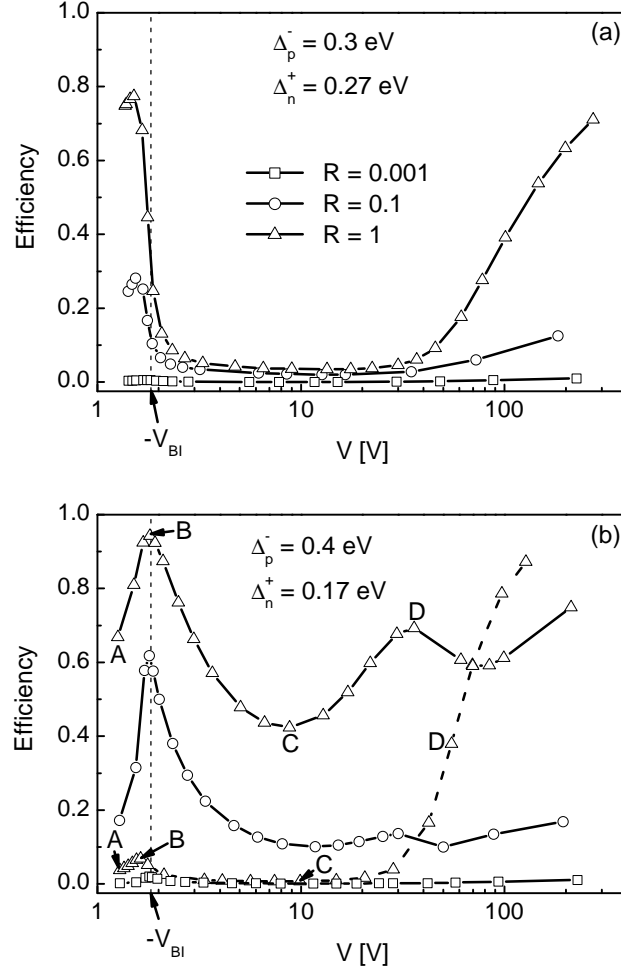 (a)
Δp- = 0.3 eV
Δn+ = 0.27 eV
R = 0.001
R = 0.1
R = 1
Efficiency
1.0
0.8
0.6
0.4
0.2
0.0
1
10
100
-VBI
V [V]
(b)
Δp- = 0.4 eV
Δn+ = 0.17 eV
Efficiency
1.0
0.8
0.6
0.4
0.2
0.0
A
B
C
D
A
B
C
D
1
10
100
-VBI
V [V]